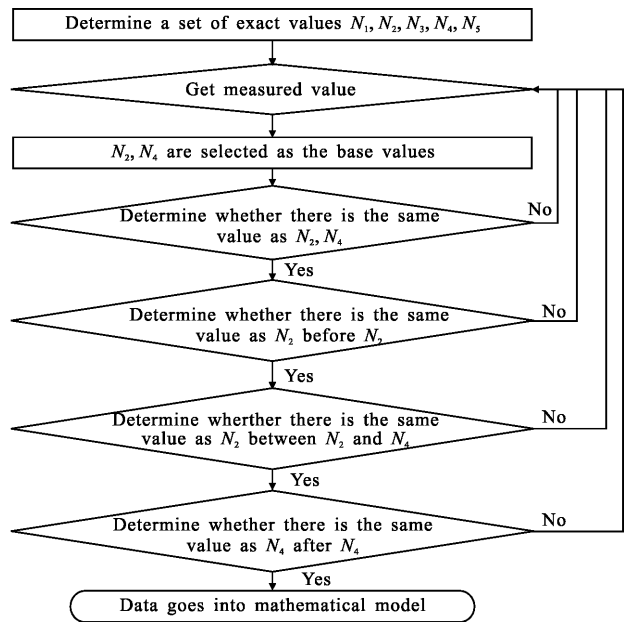 Determine a set of exact values N₁, N₂, N₃, N₄, N₅
Get measured value
N₂, N₄ are selected as the base values
Determine whether there is the same
value as N₂, N₄
No
Yes
Determine whether there is the same
value as N₂ before N₂
No
Yes
Determine wherther there is the same
value as N₂ between N₂ and N₄
No
Yes
Determine whether there is the same
value as N₄ after N₄
No
Yes
Data goes into mathematical model